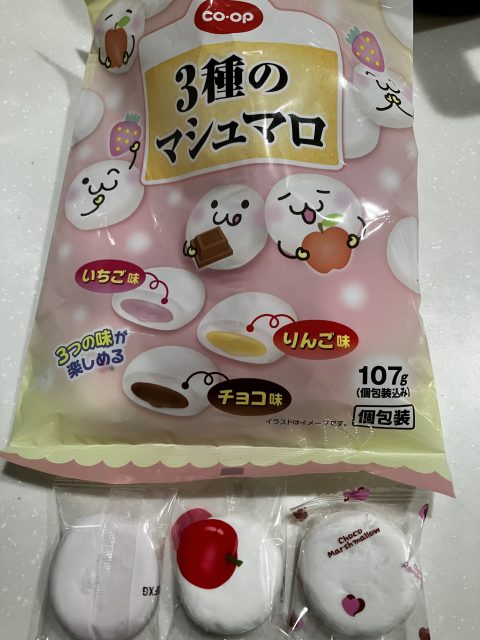 CO·OP
3種の
マシュマロ
いちご味
りんご味
3つの味が
楽しめる
チョコ味
107g
(個包装込み)
イラストはイメージです。
個包装
Choco
Marshmallow